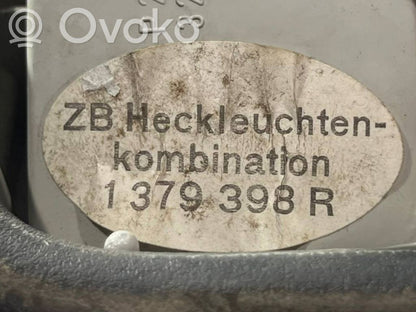 Ovoko
ZB Heckleuchten-
kombination
1 379 398 R